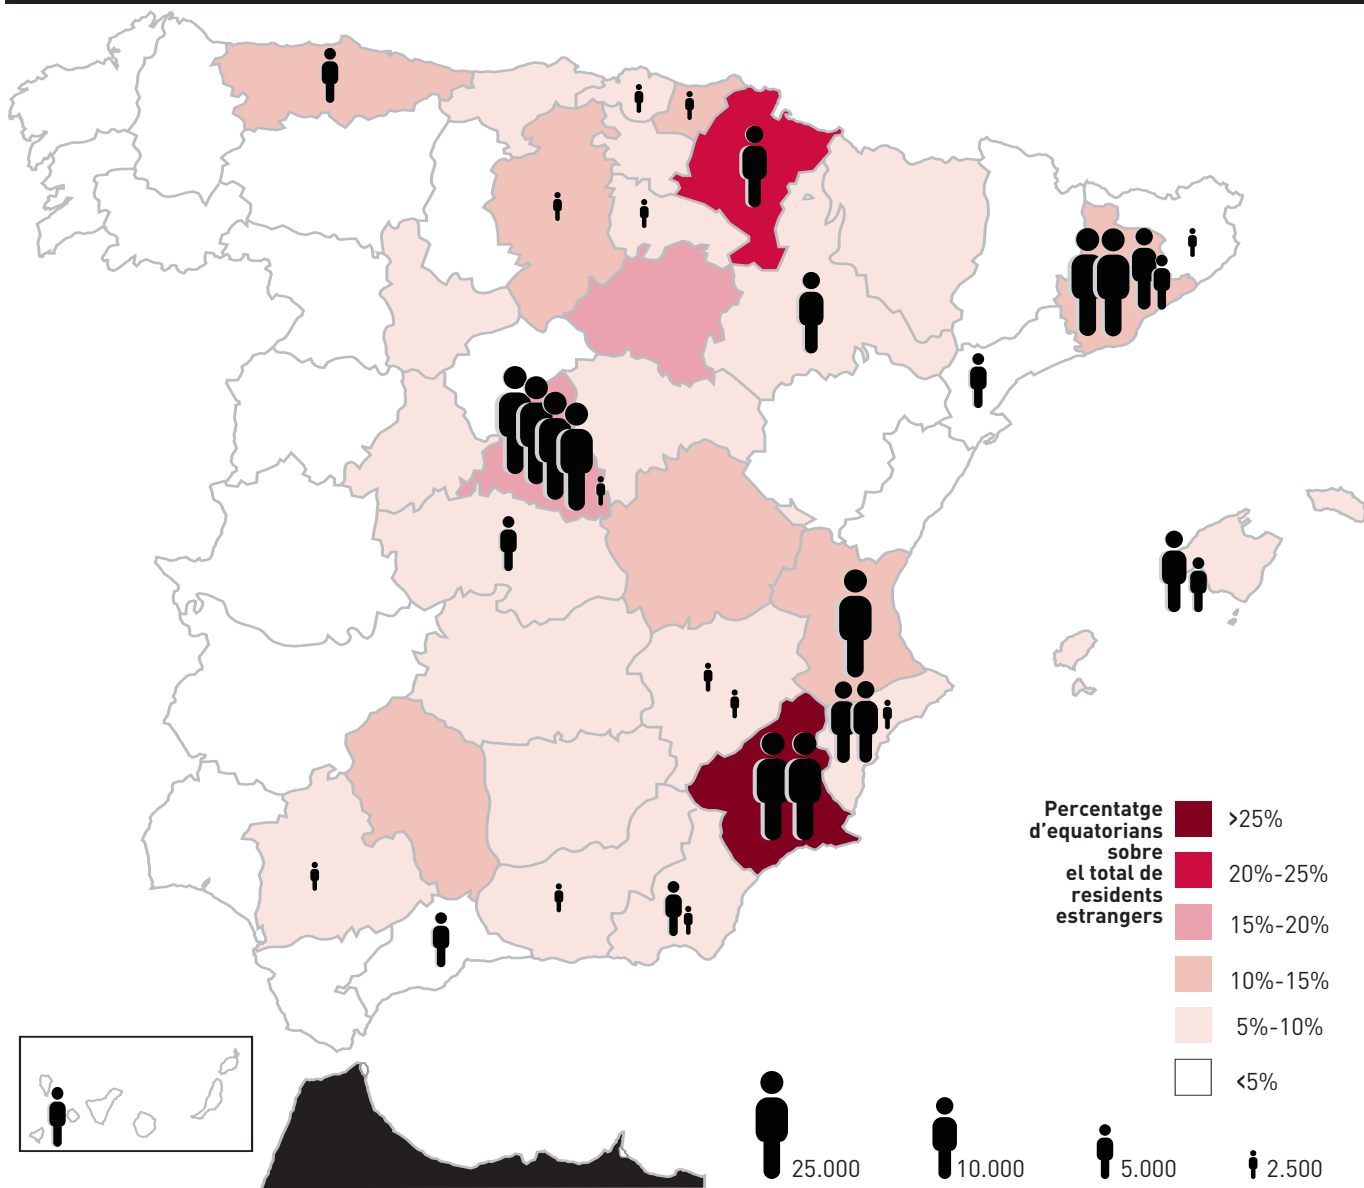 Percentatge
d'equatorians
sobre
el total de
residents
estrangers
>25%
20%-25%
15%-20%
10%-15%
5%-10%
<5%
25.000
10.000
5.000
2.500